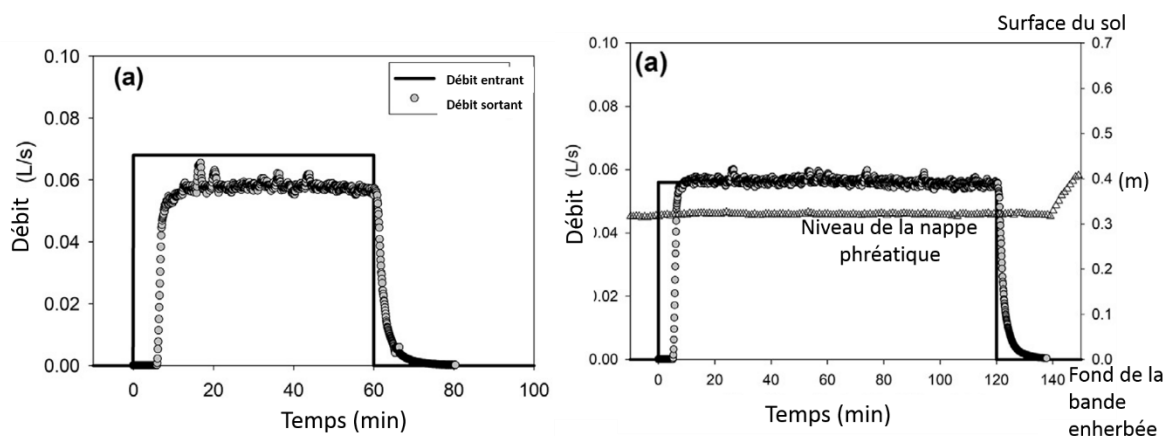 (a)
Débit entrant
Débit sortant
0.10
0.08
0.06
0.04
0.02
0.00
Débit (L/s)
0 20 40 60 80 100
Temps (min)
Surface du sol
(a)
0.10
0.08
0.06
0.04
0.02
0.00
Débit (L/s)
0.7
0.6
0.5
0.4
0.3
0.2
0.1
0.0
(m)
Niveau de la nappe
phréatique
0 20 40 60 80 100 120 140
Temps (min)
Fond de la
bande
enherbée